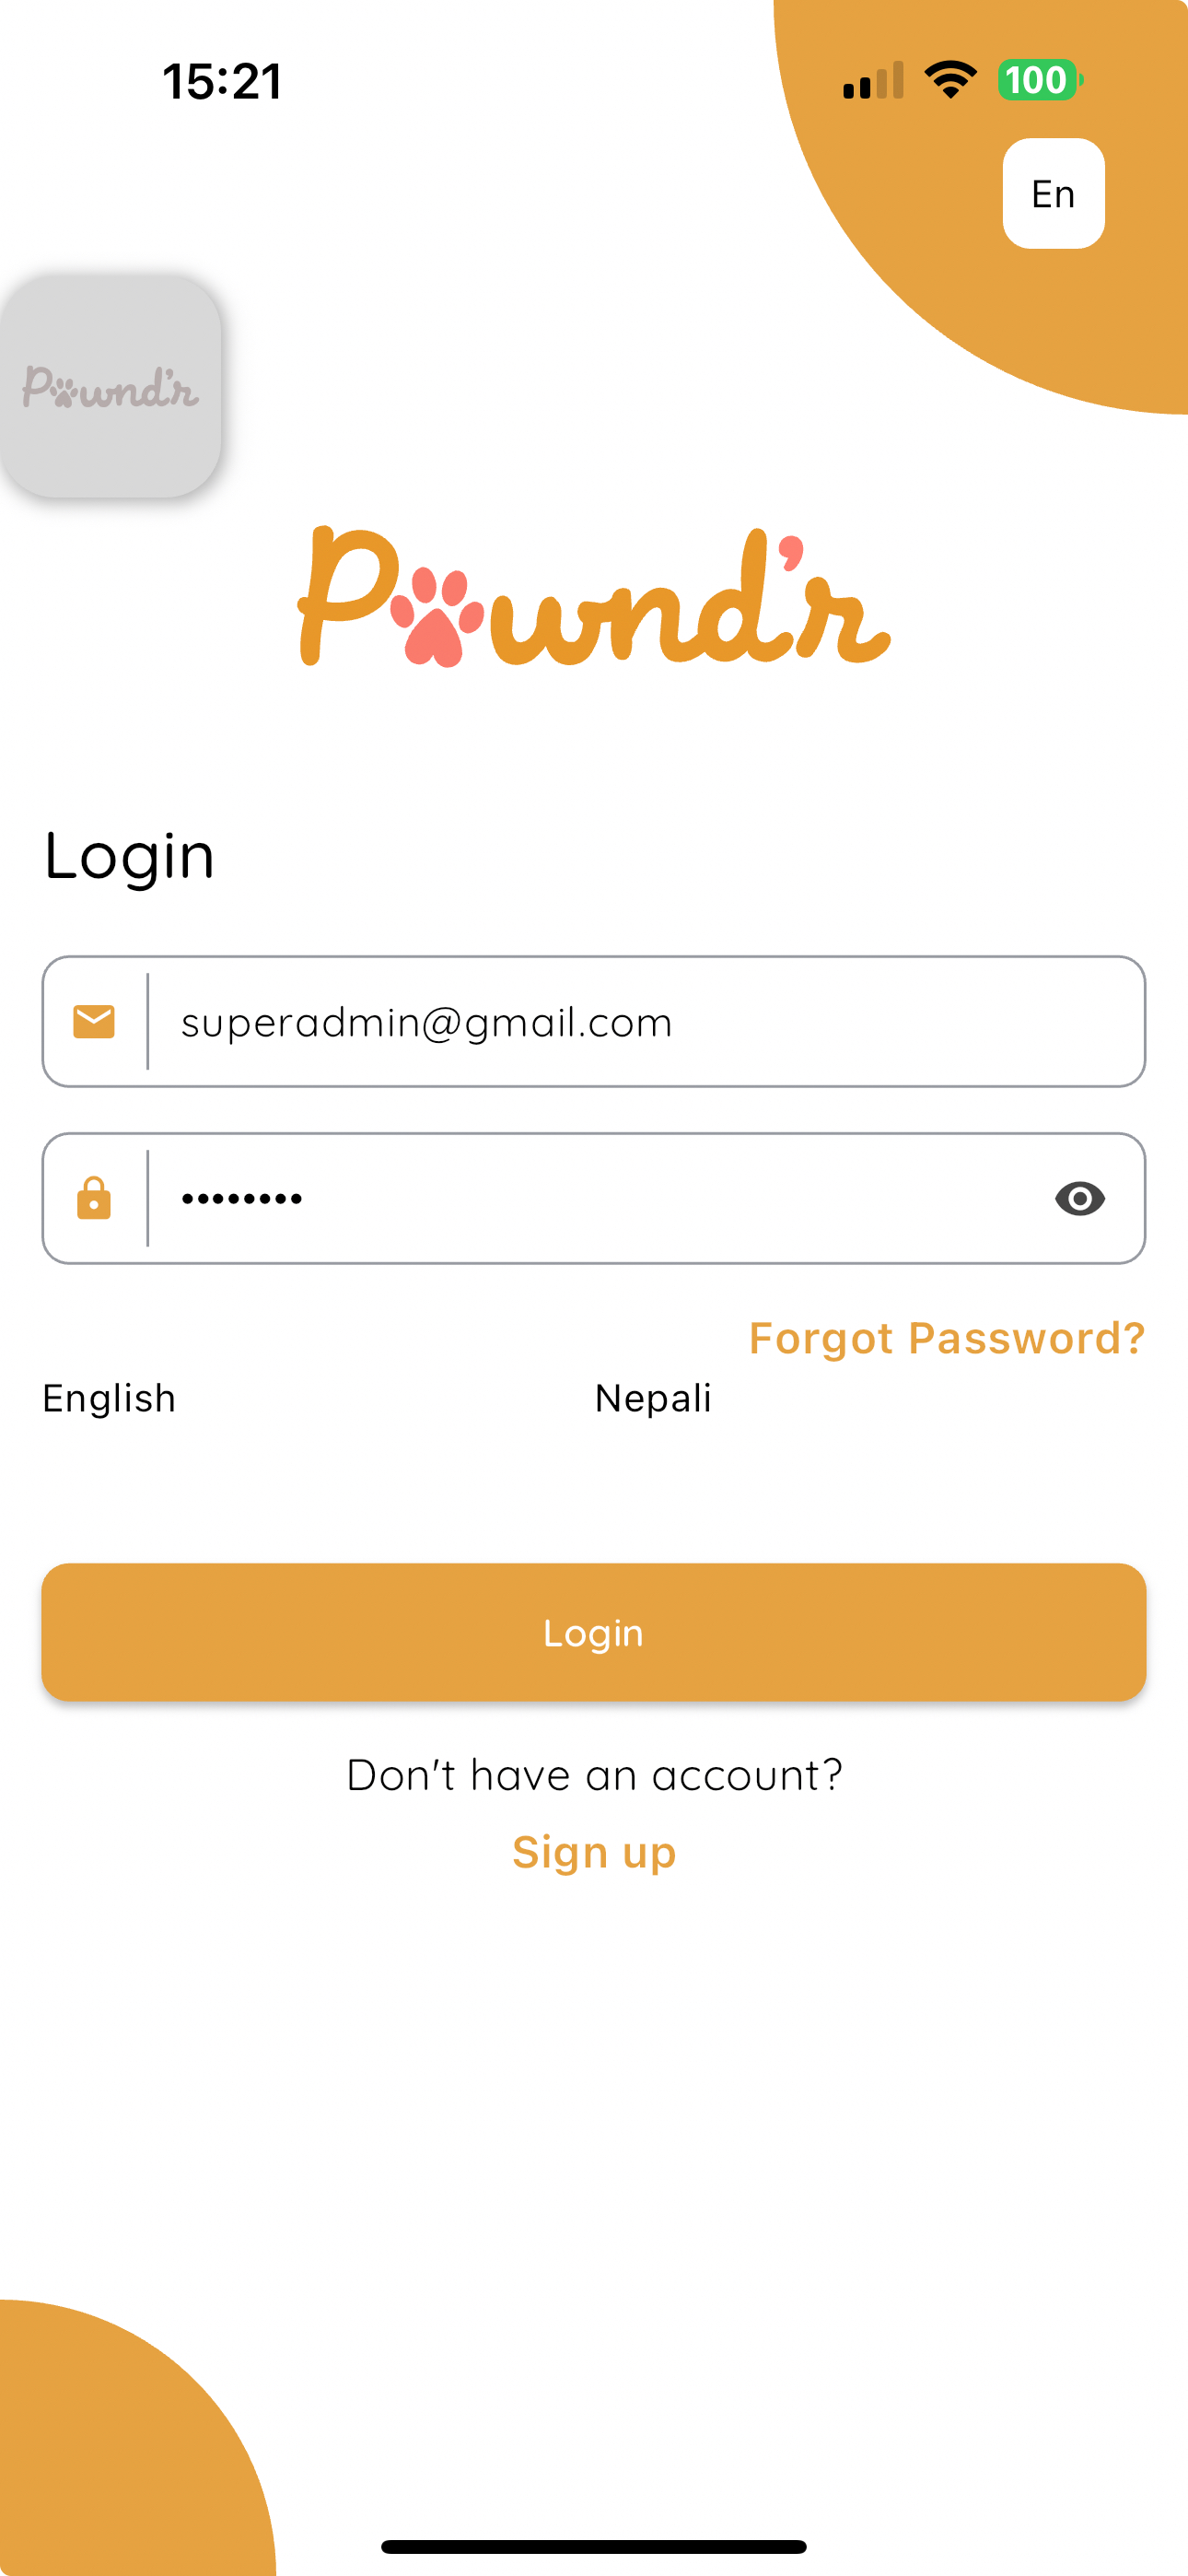 15:21
100
En
Pawnd'r
Pawnd'r
Login
superadmin@gmail.com
••••••••
Forgot Password?
English Nepali
Login
Don't have an account?
Sign up